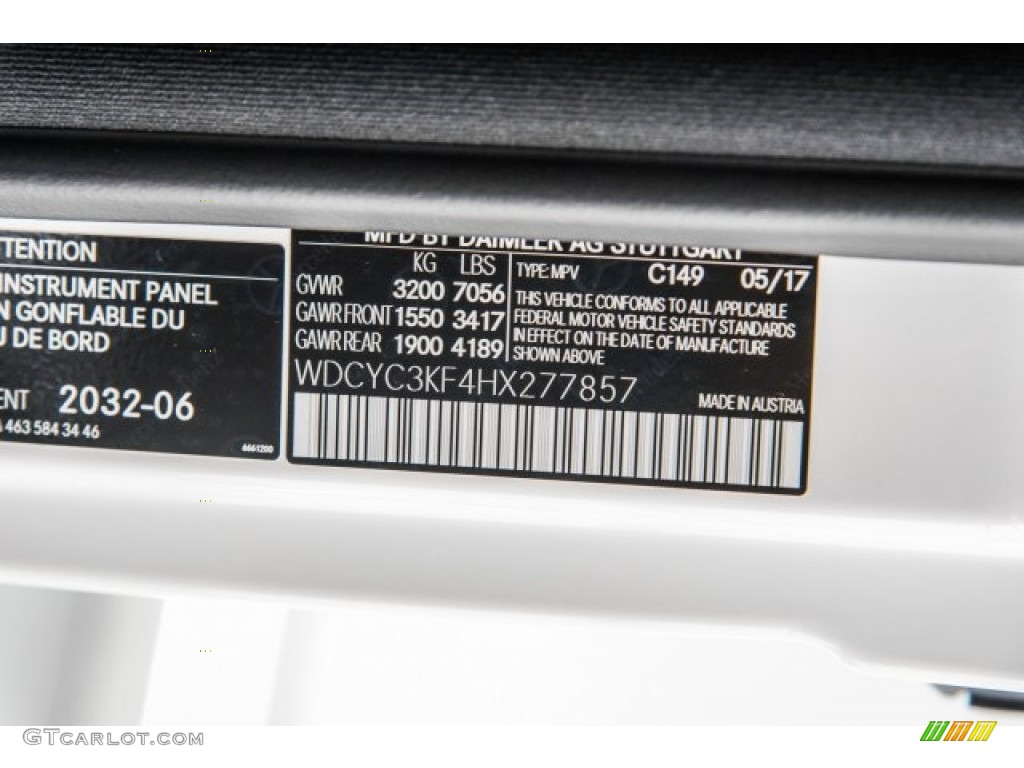 TTENTION
INSTRUMENT PANEL
N GONFLABLE DU
U DE BORD
ENT 2032-06
A 463 584 34 46
6661200
MFD BY DAIMLER AG STUTTGART
KG LBS
GVWR 3200 7056
GAWR FRONT 1550 3417
GAWR REAR 1900 4189
TYPE: MPV C149 05/17
THIS VEHICLE CONFORMS TO ALL APPLICABLE
FEDERAL MOTOR VEHICLE SAFETY STANDARDS
IN EFFECT ON THE DATE OF MANUFACTURE
SHOWN ABOVE
WDCYC3KF4HX277857
MADE IN AUSTRIA
GTCARLOT.COM